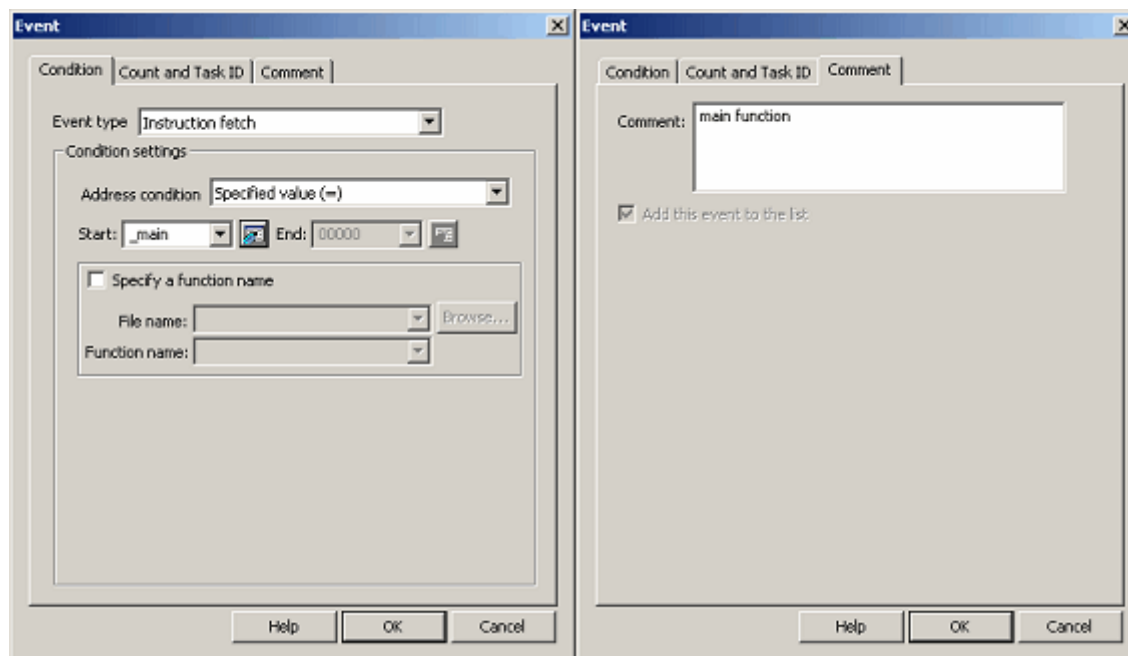 Event
Condition Count and Task ID Comment
Event type Instruction fetch
Condition settings
Address condition Specified value (=)
Start: _main End: 00000
Specify a function name
File name: Browse...
Function name:
Help OK Cancel
Event
Condition Count and Task ID Comment
Comment: main function
Add this event to the list
Help OK Cancel